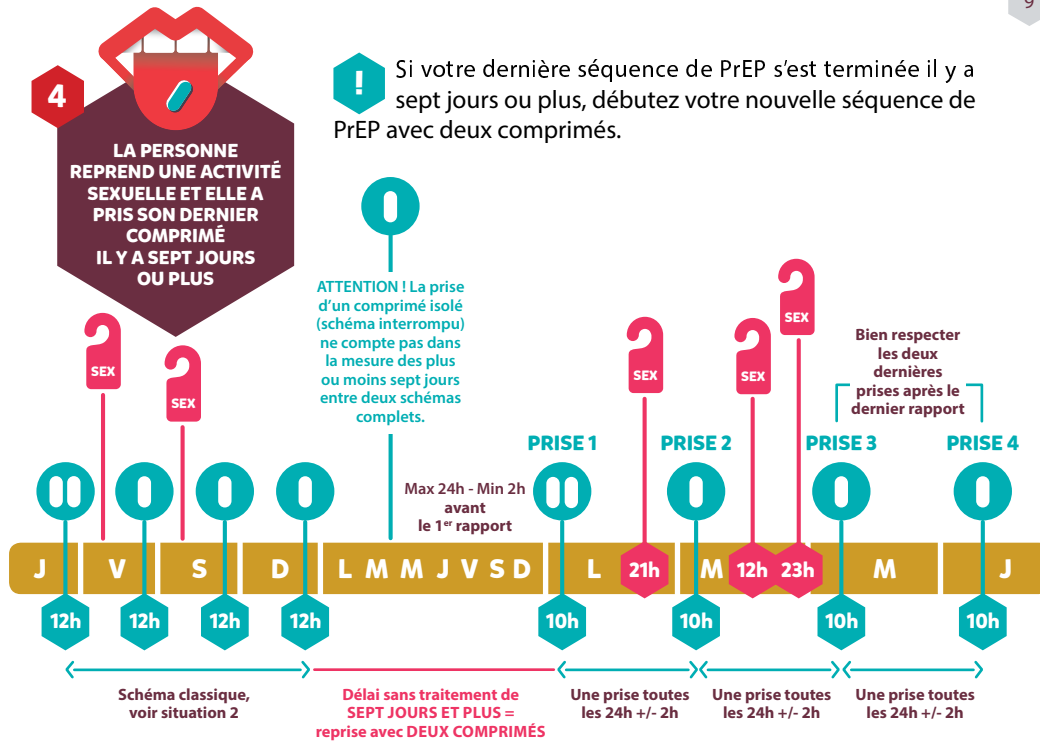 9
4
LA PERSONNE
REPREND UNE ACTIVITÉ
SEXUELLE ET ELLE A
PRIS SON DERNIER
COMPRIMÉ
IL Y A SEPT JOURS
OU PLUS
! Si votre dernière séquence de PrEP s’est terminée il y a
sept jours ou plus, débutez votre nouvelle séquence de
PrEP avec deux comprimés.
ATTENTION ! La prise
d’un comprimé isolé
(schéma interrompu)
ne compte pas dans
la mesure des plus
ou moins sept jours
entre deux schémas
complets.
SEX
SEX
SEX
SEX
SEX
Bien respecter
les deux
dernières
prises après le
dernier rapport
Max 24h - Min 2h
avant
le 1er rapport
PRISE 1 PRISE 2 PRISE 3 PRISE 4
J V S D L M M J V S D L 21h M 12h 23h M J
12h 12h 12h 12h 10h 10h 10h 10h
Schéma classique,
voir situation 2
Délai sans traitement de
SEPT JOURS ET PLUS =
reprise avec DEUX COMPRIMÉS
Une prise toutes
les 24h +/- 2h
Une prise toutes
les 24h +/- 2h
Une prise toutes
les 24h +/- 2h